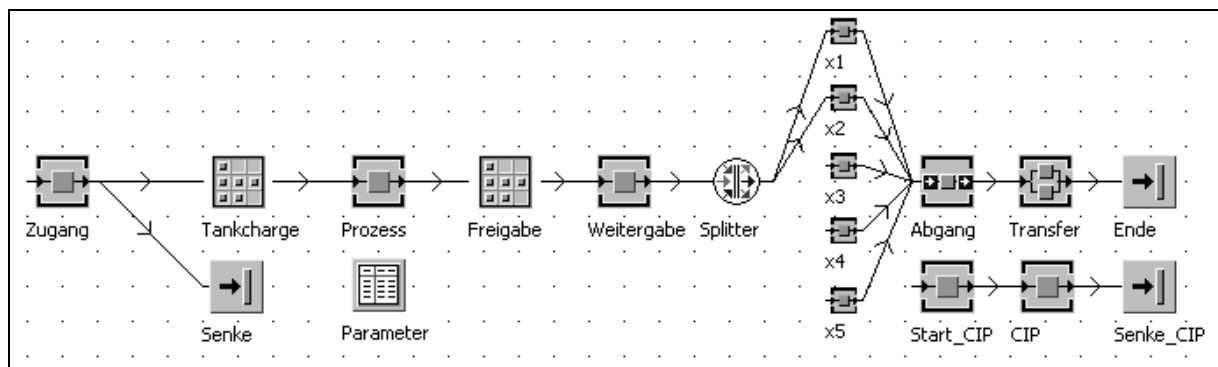 x1
x2
x3
x4
x5
Zugang
Tankcharge
Prozess
Freigabe
Weitergabe
Splitter
Abgang
Transfer
Ende
Senke
Parameter
Start_CIP
CIP
Senke_CIP